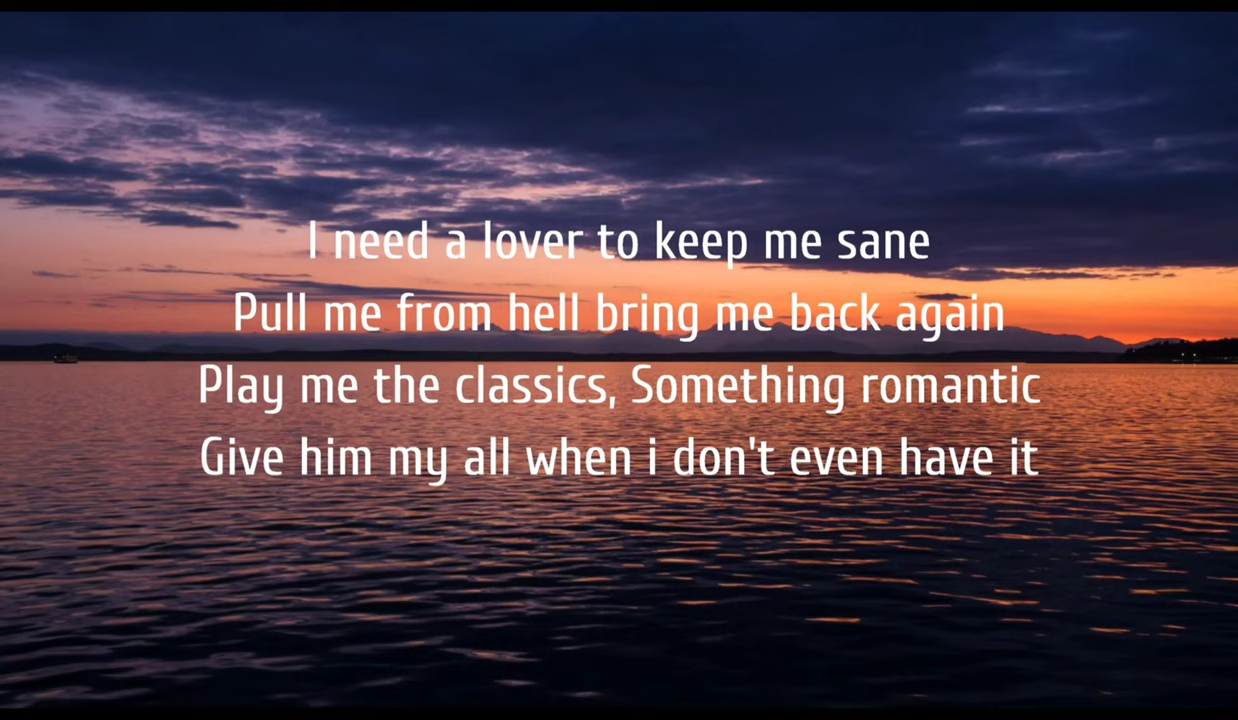 I need a lover to keep me sane
Pull me from hell bring me back again
Play me the classics, Something romantic
Give him my all when i don't even have it